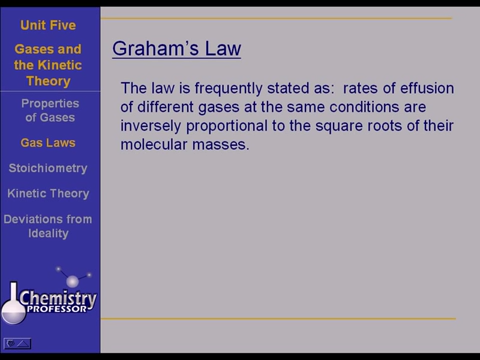 Unit Five
Gases and
the Kinetic
Theory
Properties
of Gases
Gas Laws
Stoichiometry
Kinetic Theory
Deviations from
Ideality
Chemistry
PROFESSOR
Graham's Law
The law is frequently stated as:  rates of effusion
of different gases at the same conditions are
inversely proportional to the square roots of their
molecular masses.